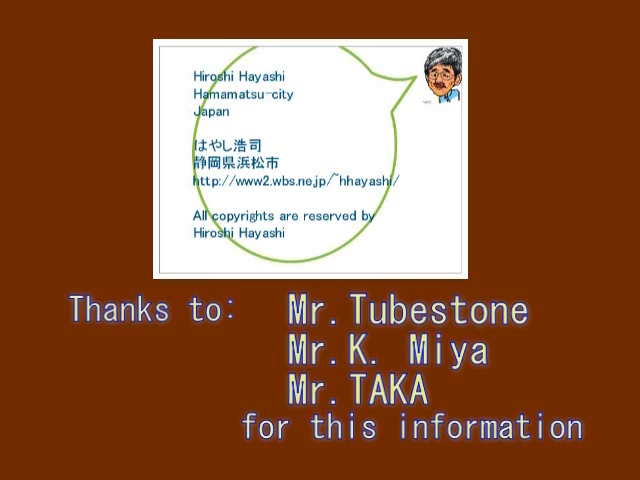 Hiroshi Hayashi
Hamamatsu-city
Japan
はやし浩司
静岡県浜松市
http://www2.wbs.ne.jp/~hhayashi/
All copyrights are reserved by
Hiroshi Hayashi
Thanks to: Mr.Tubestone
Mr.K. Miya
Mr.TAKA
for this information